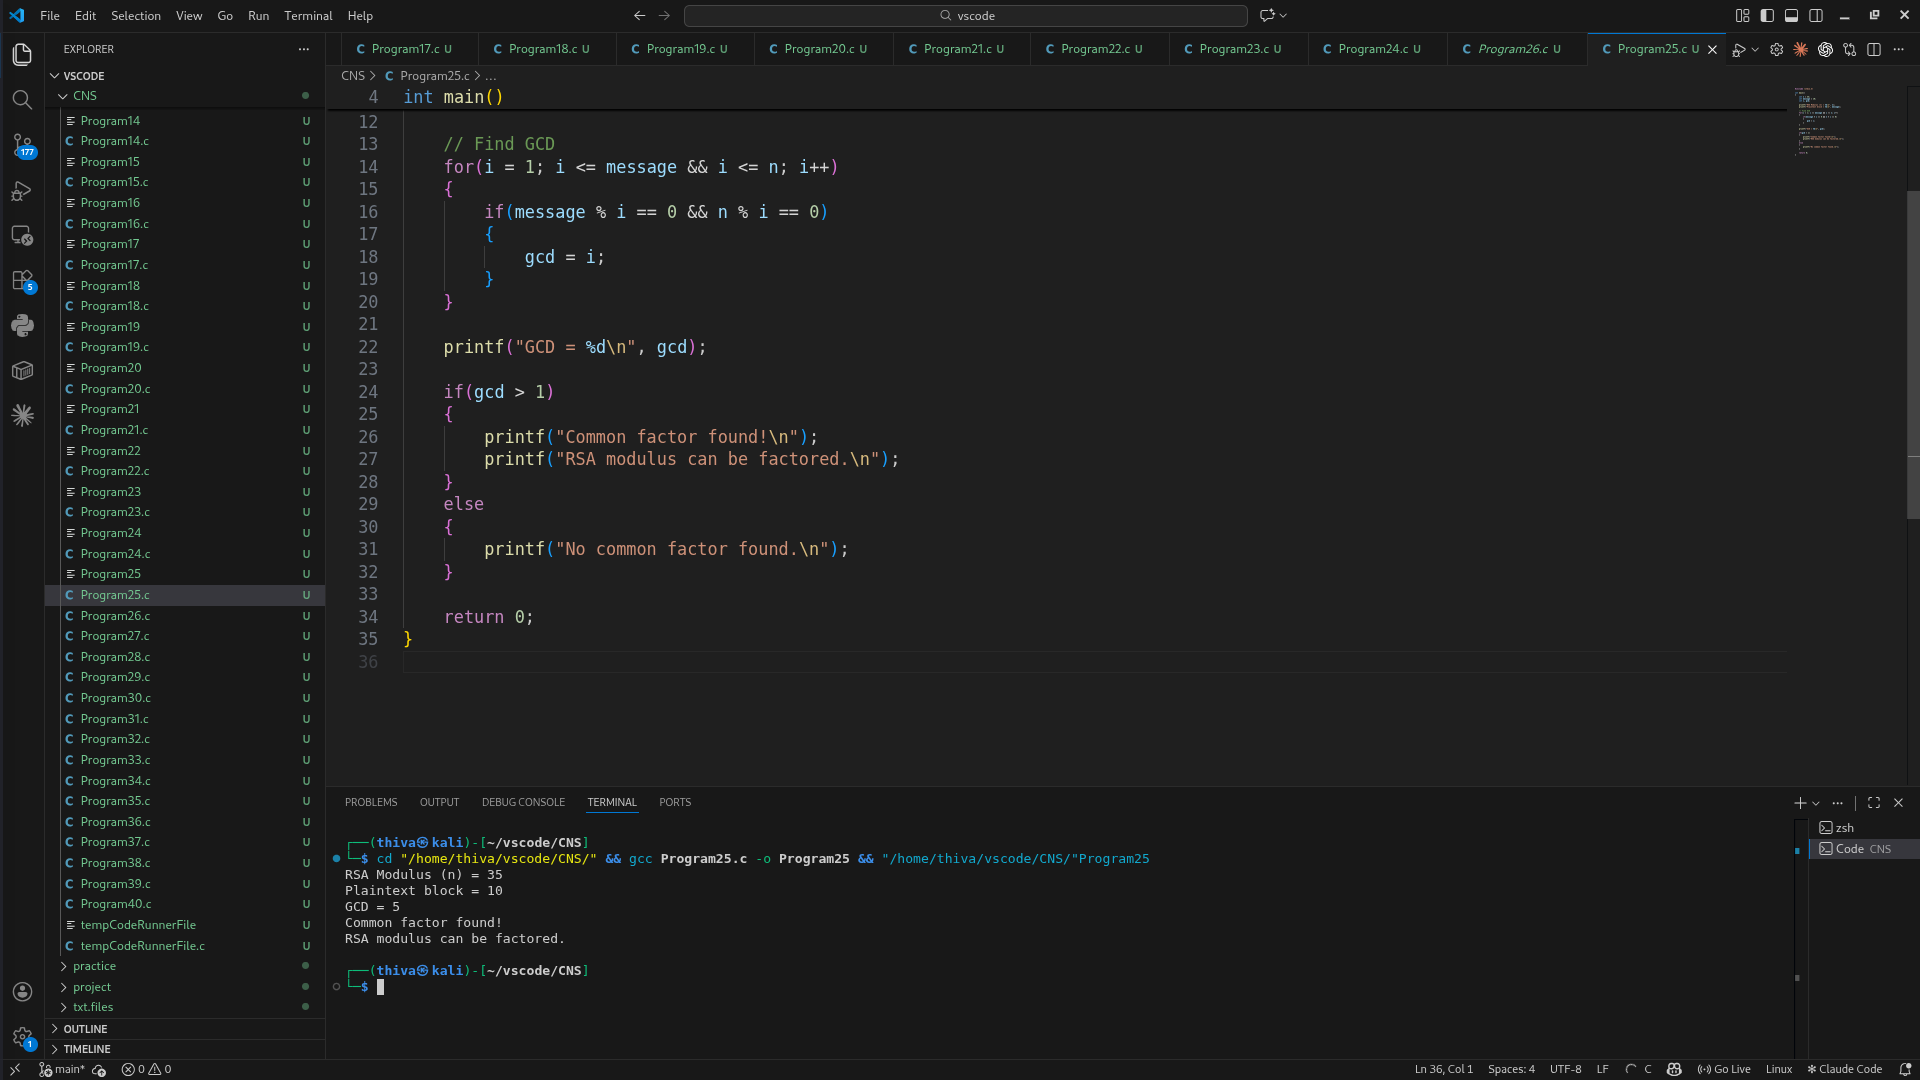 File Edit Selection View Go Run Terminal Help
vscode
EXPLORER
Program17.c U
Program18.c U
Program19.c U
Program20.c U
Program21.c U
Program22.c U
Program23.c U
Program24.c U
Program26.c U
Program25.c U
VSCODE
CNS
Program14 U
Program14.c U
Program15 U
Program15.c U
Program16 U
Program16.c U
Program17 U
Program17.c U
Program18 U
Program18.c U
Program19 U
Program19.c U
Program20 U
Program20.c U
Program21 U
Program21.c U
Program22 U
Program22.c U
Program23 U
Program23.c U
Program24 U
Program24.c U
Program25 U
Program25.c U
Program26.c U
Program27.c U
Program28.c U
Program29.c U
Program30.c U
Program31.c U
Program32.c U
Program33.c U
Program34.c U
Program35.c U
Program36.c U
Program37.c U
Program38.c U
Program39.c U
Program40.c U
tempCodeRunnerFile U
tempCodeRunnerFile.c U
practice
project
txt.files
OUTLINE
TIMELINE
177
5
1
CNS > C Program25.c > ...
4 int main()
12
13 // Find GCD
14 for(i = 1; i <= message && i <= n; i++)
15 {
16 if(message % i == 0 && n % i == 0)
17 {
18 gcd = i;
19 }
20 }
21
22 printf("GCD = %d\n", gcd);
23
24 if(gcd > 1)
25 {
26 printf("Common factor found!\n");
27 printf("RSA modulus can be factored.\n");
28 }
29 else
30 {
31 printf("No common factor found.\n");
32 }
33
34 return 0;
35 }
36
PROBLEMS OUTPUT DEBUG CONSOLE TERMINAL PORTS
zsh
Code CNS
┌──(thiva㉿kali)-[~/vscode/CNS]
└─$ cd "/home/thiva/vscode/CNS/" && gcc Program25.c -o Program25 && "/home/thiva/vscode/CNS/"Program25
RSA Modulus (n) = 35
Plaintext block = 10
GCD = 5
Common factor found!
RSA modulus can be factored.
┌──(thiva㉿kali)-[~/vscode/CNS]
└─$
main* 0 0 Ln 36, Col 1 Spaces: 4 UTF-8 LF C Go Live Linux Claude Code